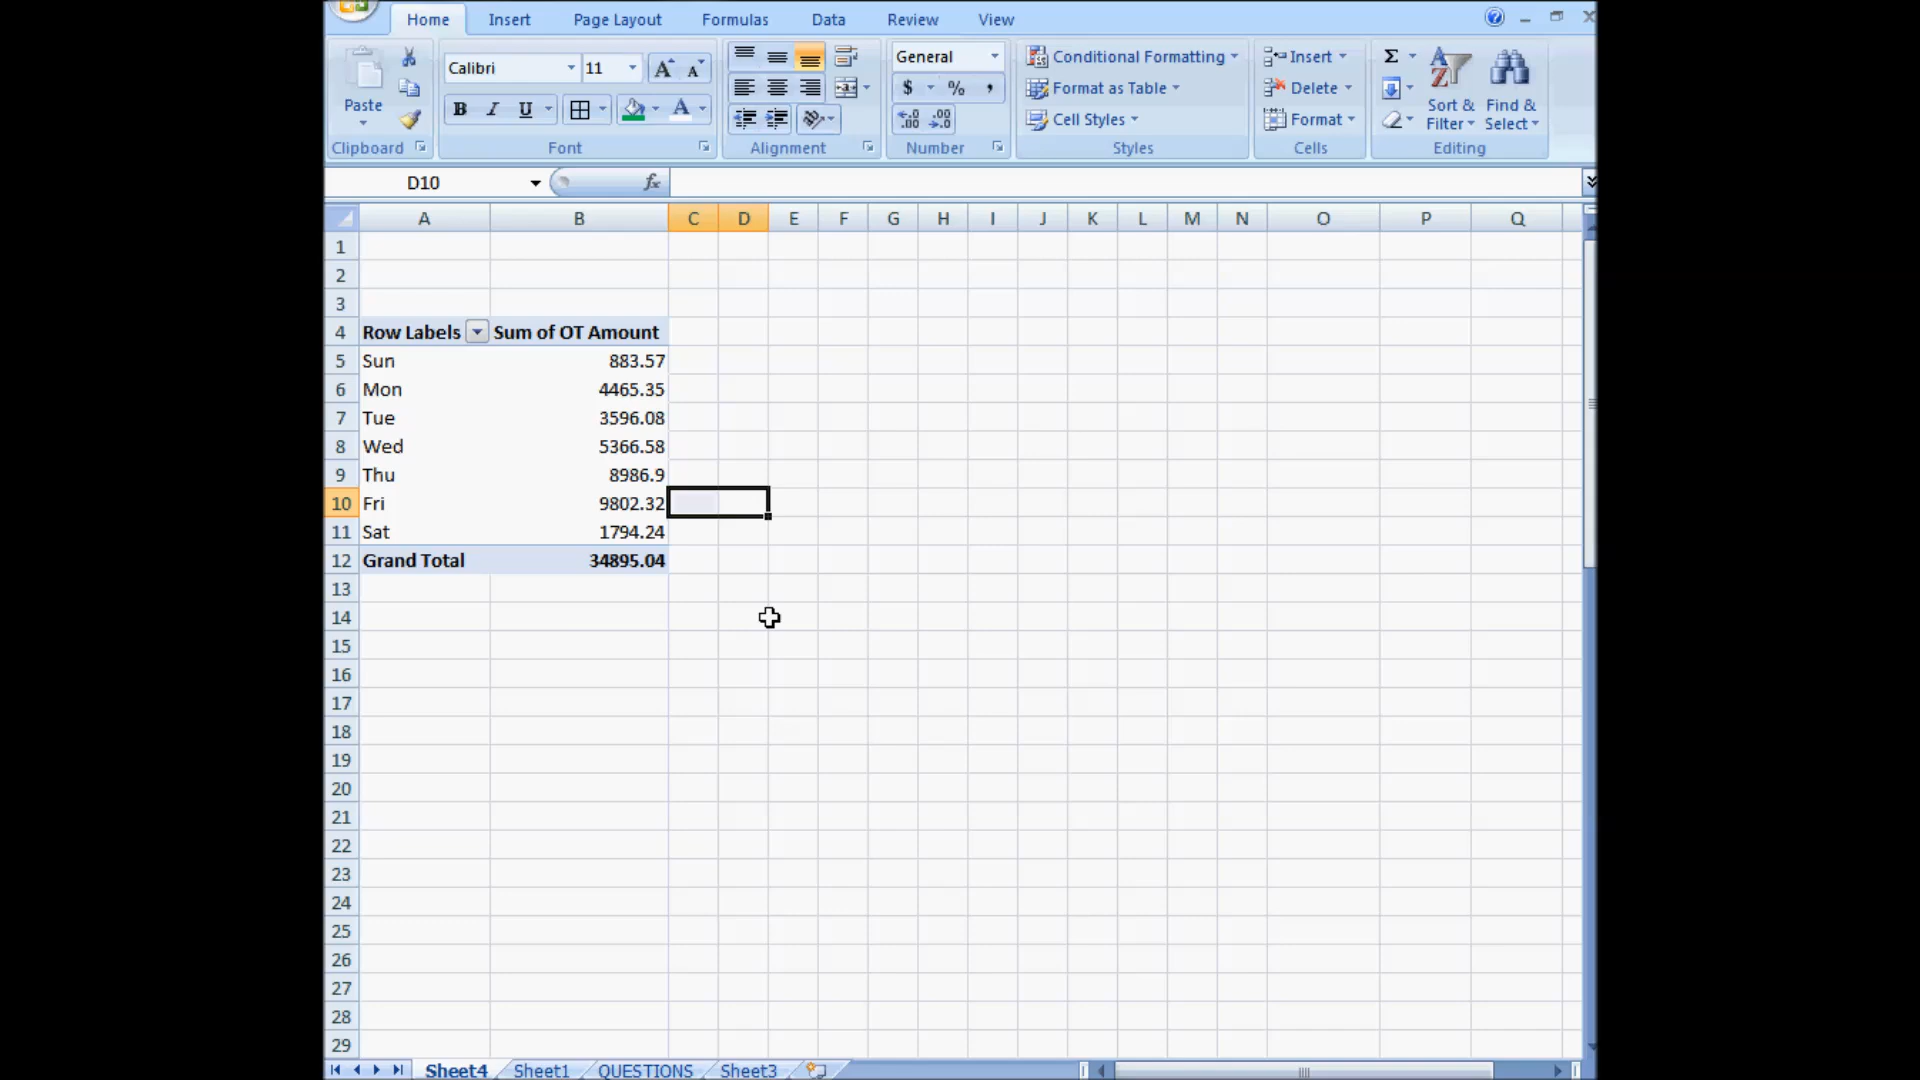 Home Insert Page Layout Formulas Data Review View
Calibri 11 General Conditional Formatting Insert
Format as Table Delete
Paste Sort & Find &
B I U A $ % , Cell Styles Format Filter Select
Clipboard Font Alignment Number Styles Cells Editing
D10 fx
A B C D E F G H I J K L M N O P Q
1
2
3
4 Row Labels Sum of OT Amount
5 Sun 883.57
6 Mon 4465.35
7 Tue 3596.08
8 Wed 5366.58
9 Thu 8986.9
10 Fri 9802.32
11 Sat 1794.24
12 Grand Total 34895.04
13
14
15
16
17
18
19
20
21
22
23
24
25
26
27
28
29
Sheet4 Sheet1 QUESTIONS Sheet3